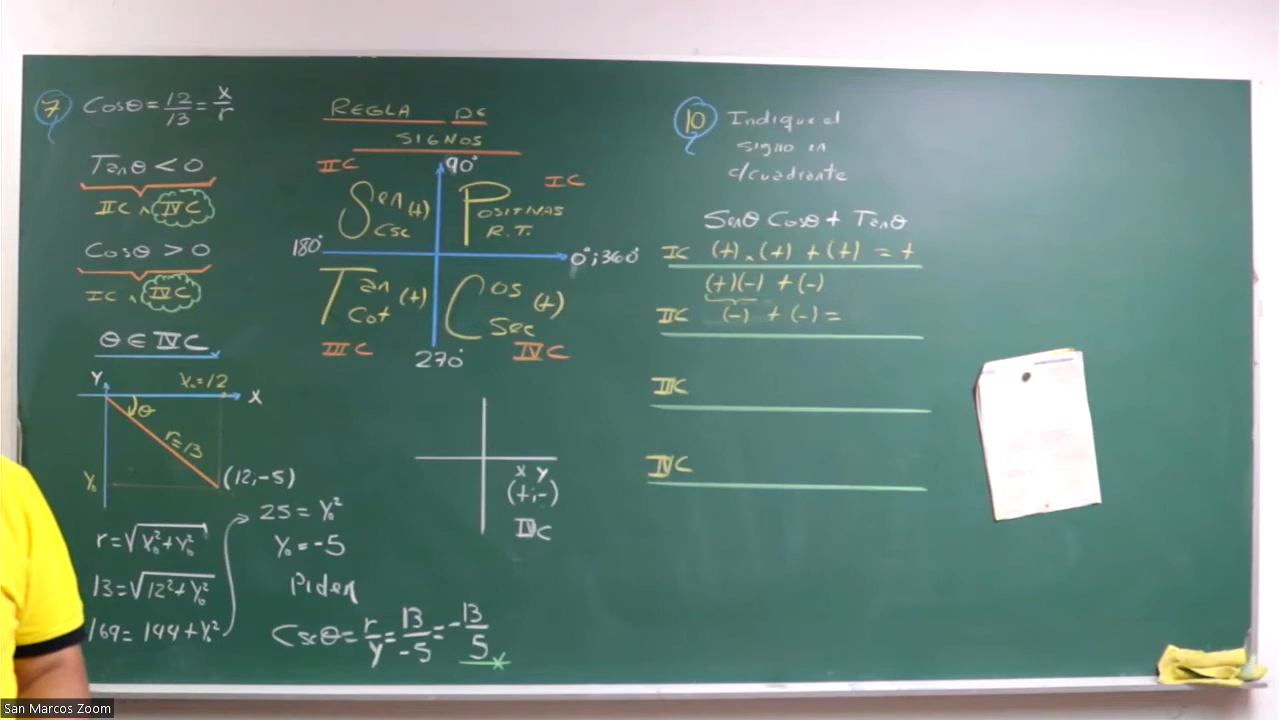 7 Cosθ = 12/13 = x/r
Tanθ < 0
IIC ∧ IVC
Cosθ > 0
IC ∧ IVC
θ ∈ IVC
Y X₀=12 X
θ
r=13
Y₀ (12;-5)
r = √(X₀²+Y₀²)
13 = √(12²+Y₀²)
169 = 144 + Y₀²
25 = Y₀²
Y₀ = -5
Piden
Cscθ = r/y = 13/-5 = -13/5
REGLA DE
SIGNOS
IIC 90° IC
Sen (+) Csc
POSITIVAS
R.T.
180° 0°;360°
Tan Cot (+)
Cos Sec (+)
IIIC 270° IVC
X Y
(+;-)
IVC
10 Indique el
signo en
c/cuadrante
Senθ Cosθ + Tanθ
IC (+).(+) + (+) = +
(+)(-) + (-)
IIC (-) + (-) =
IIIC
IVC
San Marcos Zoom